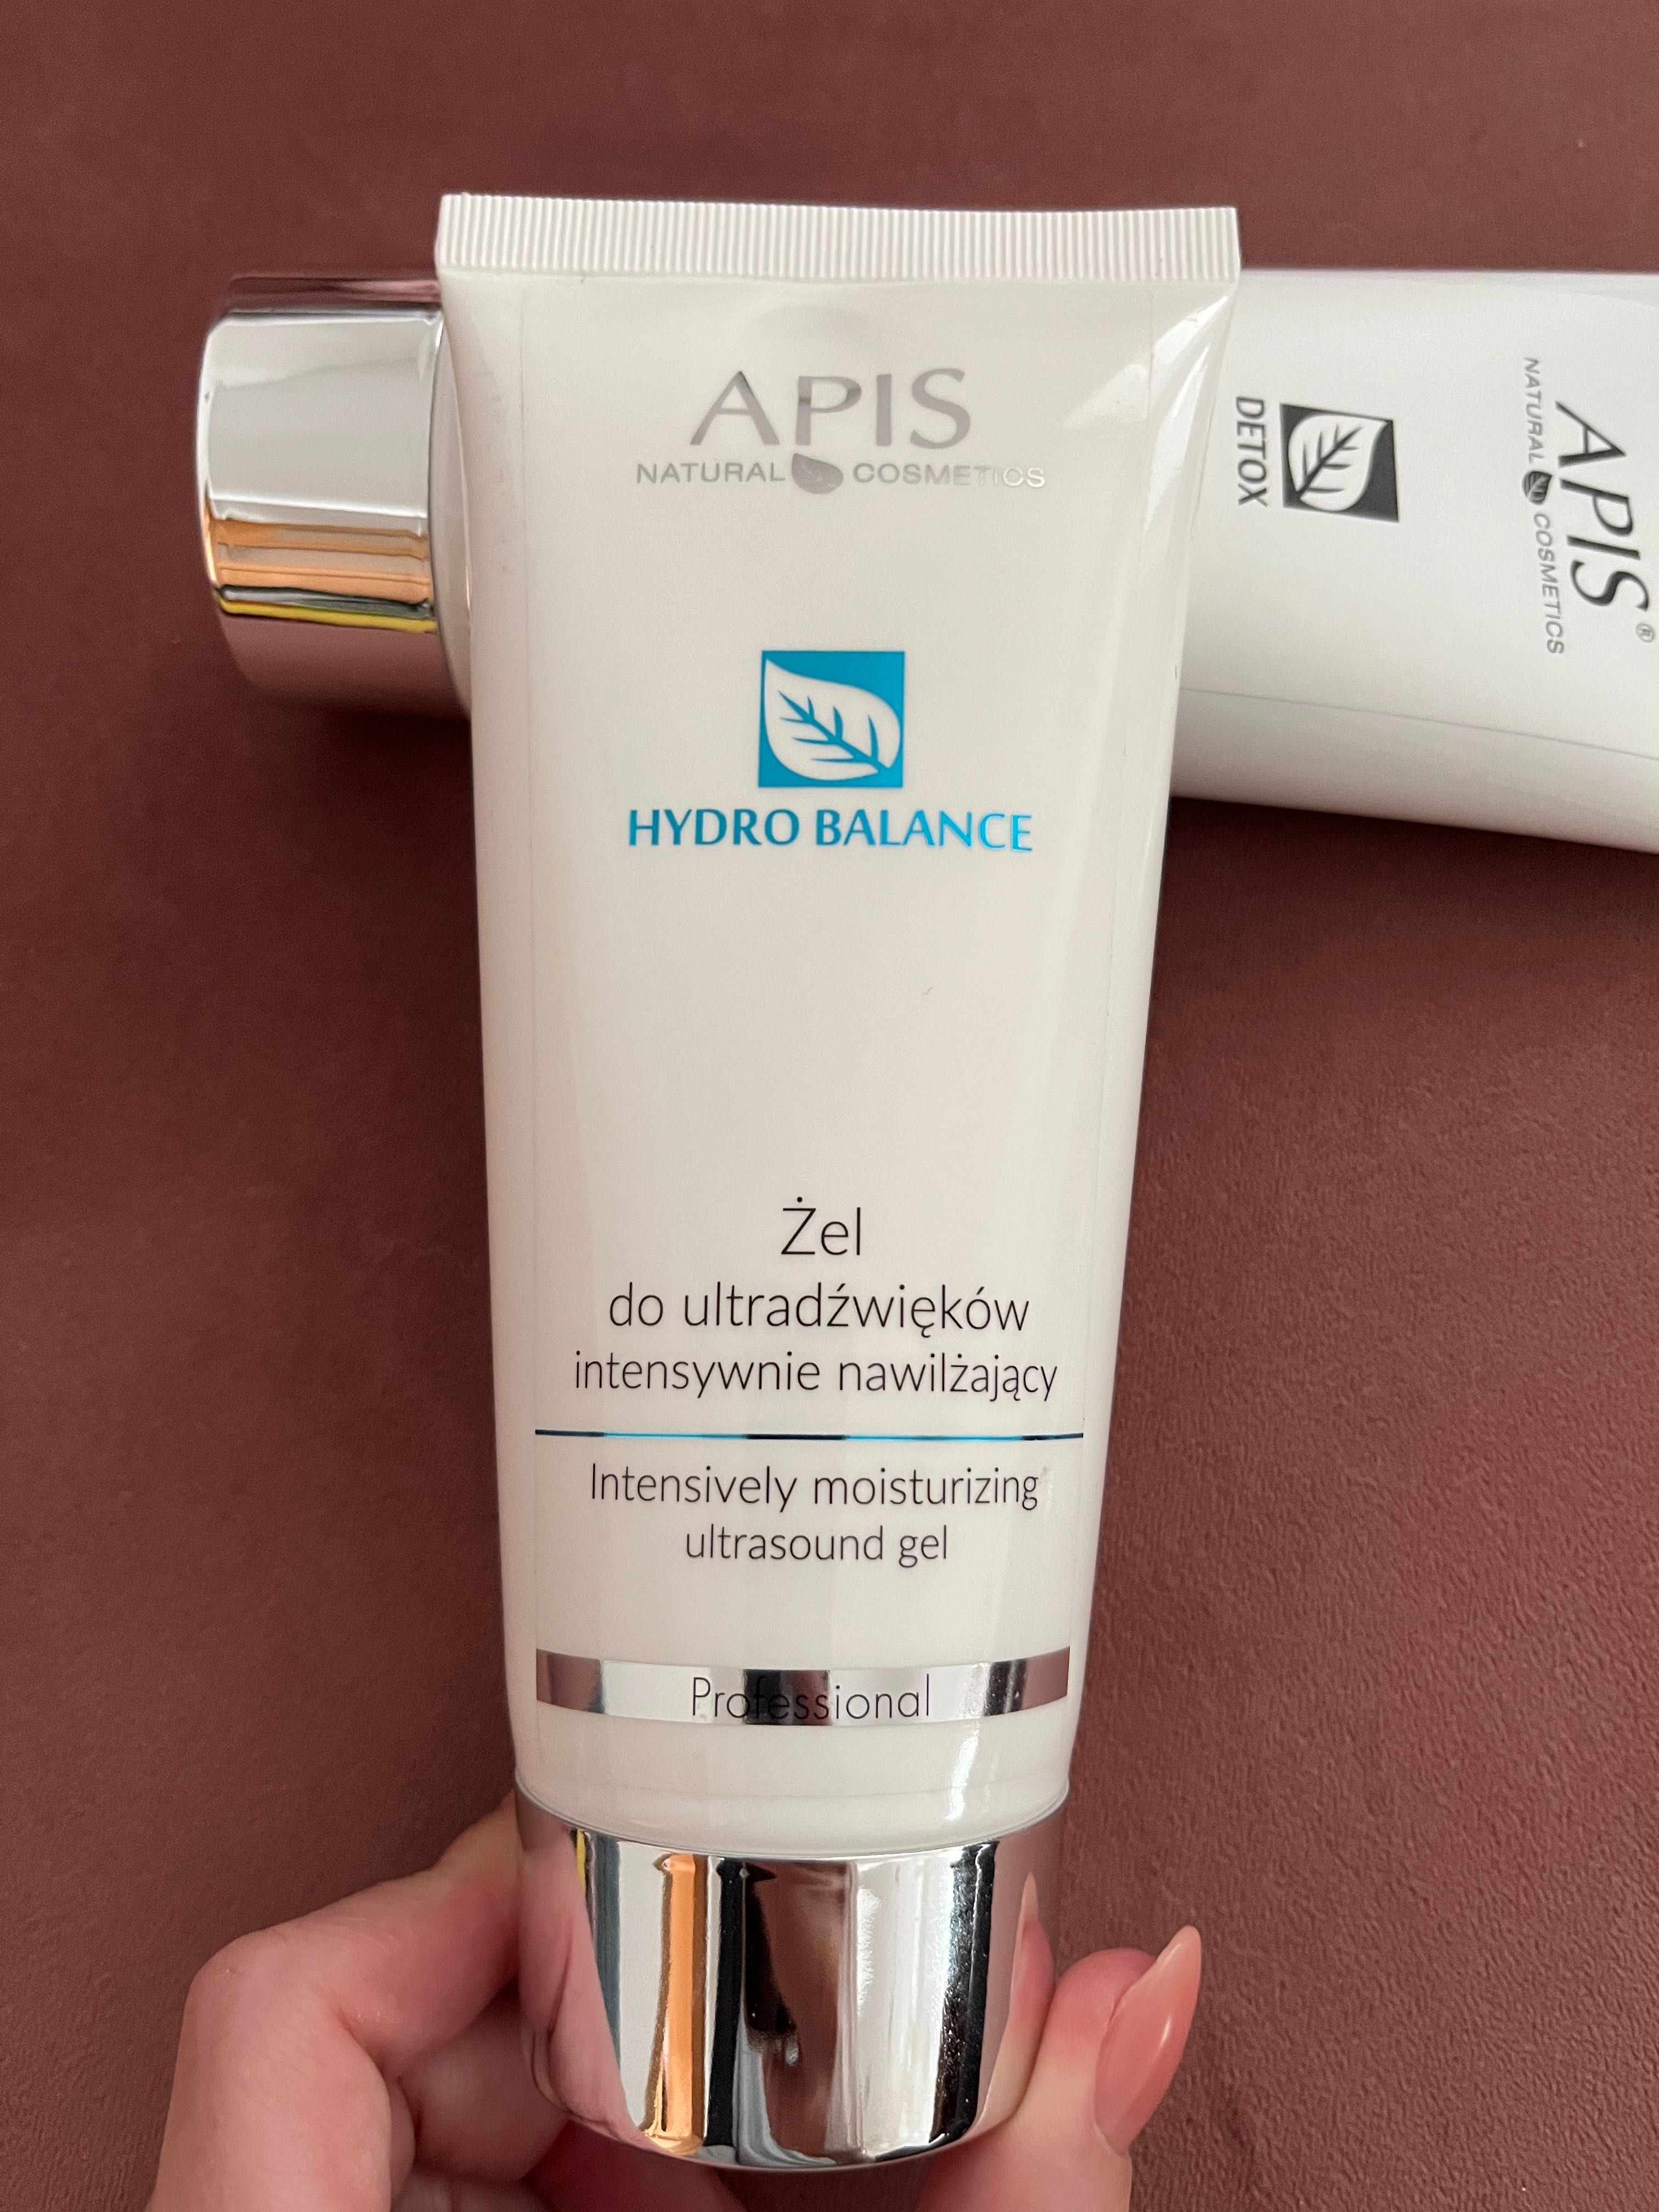 APIS
NATURAL COSMETICS
HYDRO BALANCE
Żel
do ultradźwięków
intensywnie nawilżający
Intensively moisturizing
ultrasound gel
Professional
APIS®
NATURAL COSMETICS
DETOX